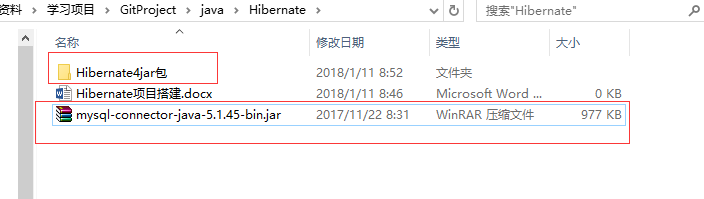 资料 › 学习项目 › GitProject › java › Hibernate › 搜索"Hibernate"
名称 修改日期 类型 大小
Hibernate4jar包 2018/1/11 8:52 文件夹
Hibernate项目搭建.docx 2018/1/11 8:46 Microsoft Word ... 0 KB
mysql-connector-java-5.1.45-bin.jar 2017/11/22 8:31 WinRAR 压缩文件 977 KB